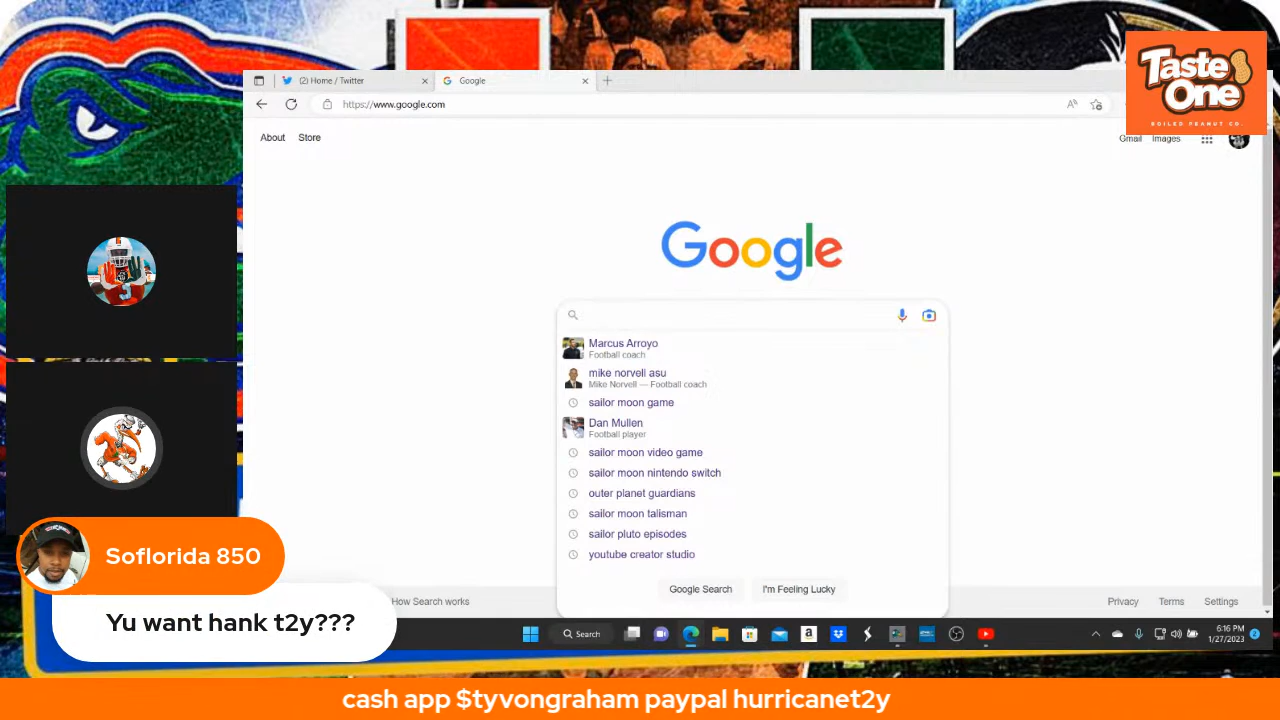 Taste
One
BOILED PEANUT CO.
(2) Home / Twitter
Google
https://www.google.com
About
Store
Gmail
Images
Google
Marcus Arroyo
Football coach
mike norvell asu
Mike Norvell — Football coach
sailor moon game
Dan Mullen
Football player
sailor moon video game
sailor moon nintendo switch
outer planet guardians
sailor moon talisman
sailor pluto episodes
youtube creator studio
Google Search
I'm Feeling Lucky
How Search works
Privacy
Terms
Settings
Search
6:16 PM
1/27/2023
2
Soflorida 850
Yu want hank t2y???
cash app $tyvongraham paypal hurricanet2y